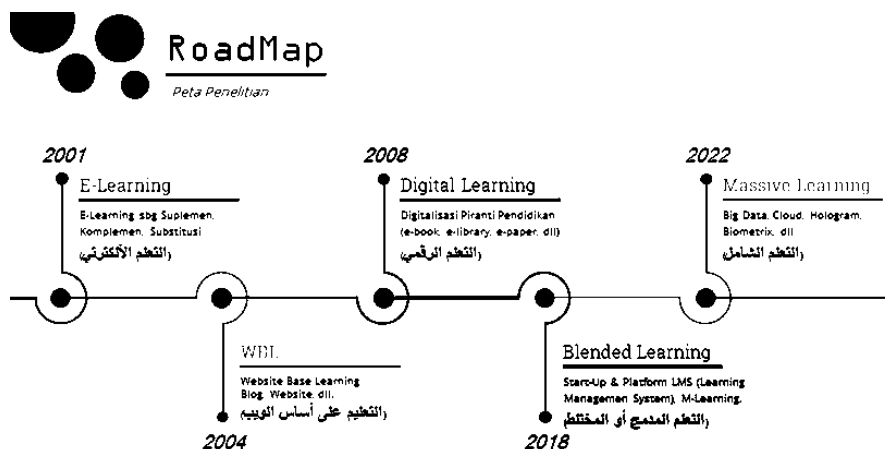 RoadMap
Peta Penelitian
2001
E-Learning
E-Learning sbg Suplemen,
Komplemen, Substitusi
(التعلم الألكتروني)
2008
Digital Learning
Digitalisasi Piranti Pendidikan
(e-book, e-library, e-paper, dll)
(التعلم الرقمي)
2022
Massive Learning
Big Data, Cloud, Hologram,
Biometrix, dll
(التعلم الشامل)
WBL
Website Base Learning
Blog, Website, dll.
(التعليم على أساس الويب)
2004
Blended Learning
Start-Up & Platform LMS (Learning
Managemen System), M-Learning.
(التعلم المدمج أو المختلط)
2018